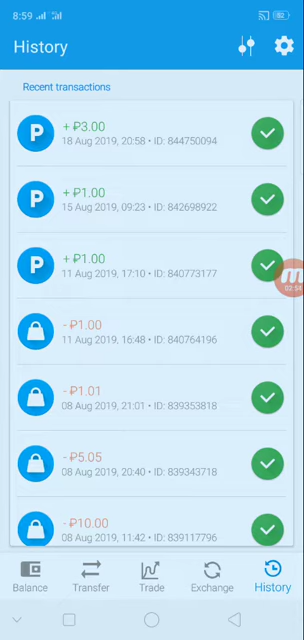 8:59
52
History
Recent transactions
P
+ ₽3.00
18 Aug 2019, 20:58 • ID: 844750094
P
+ ₽1.00
15 Aug 2019, 09:23 • ID: 842698922
P
+ ₽1.00
11 Aug 2019, 17:10 • ID: 840773177
02:54
- ₽1.00
11 Aug 2019, 16:48 • ID: 840764196
- ₽1.01
08 Aug 2019, 21:01 • ID: 839353818
- ₽5.05
08 Aug 2019, 20:40 • ID: 839343718
- ₽10.00
08 Aug 2019, 11:42 • ID: 839117796
Balance Transfer Trade Exchange History